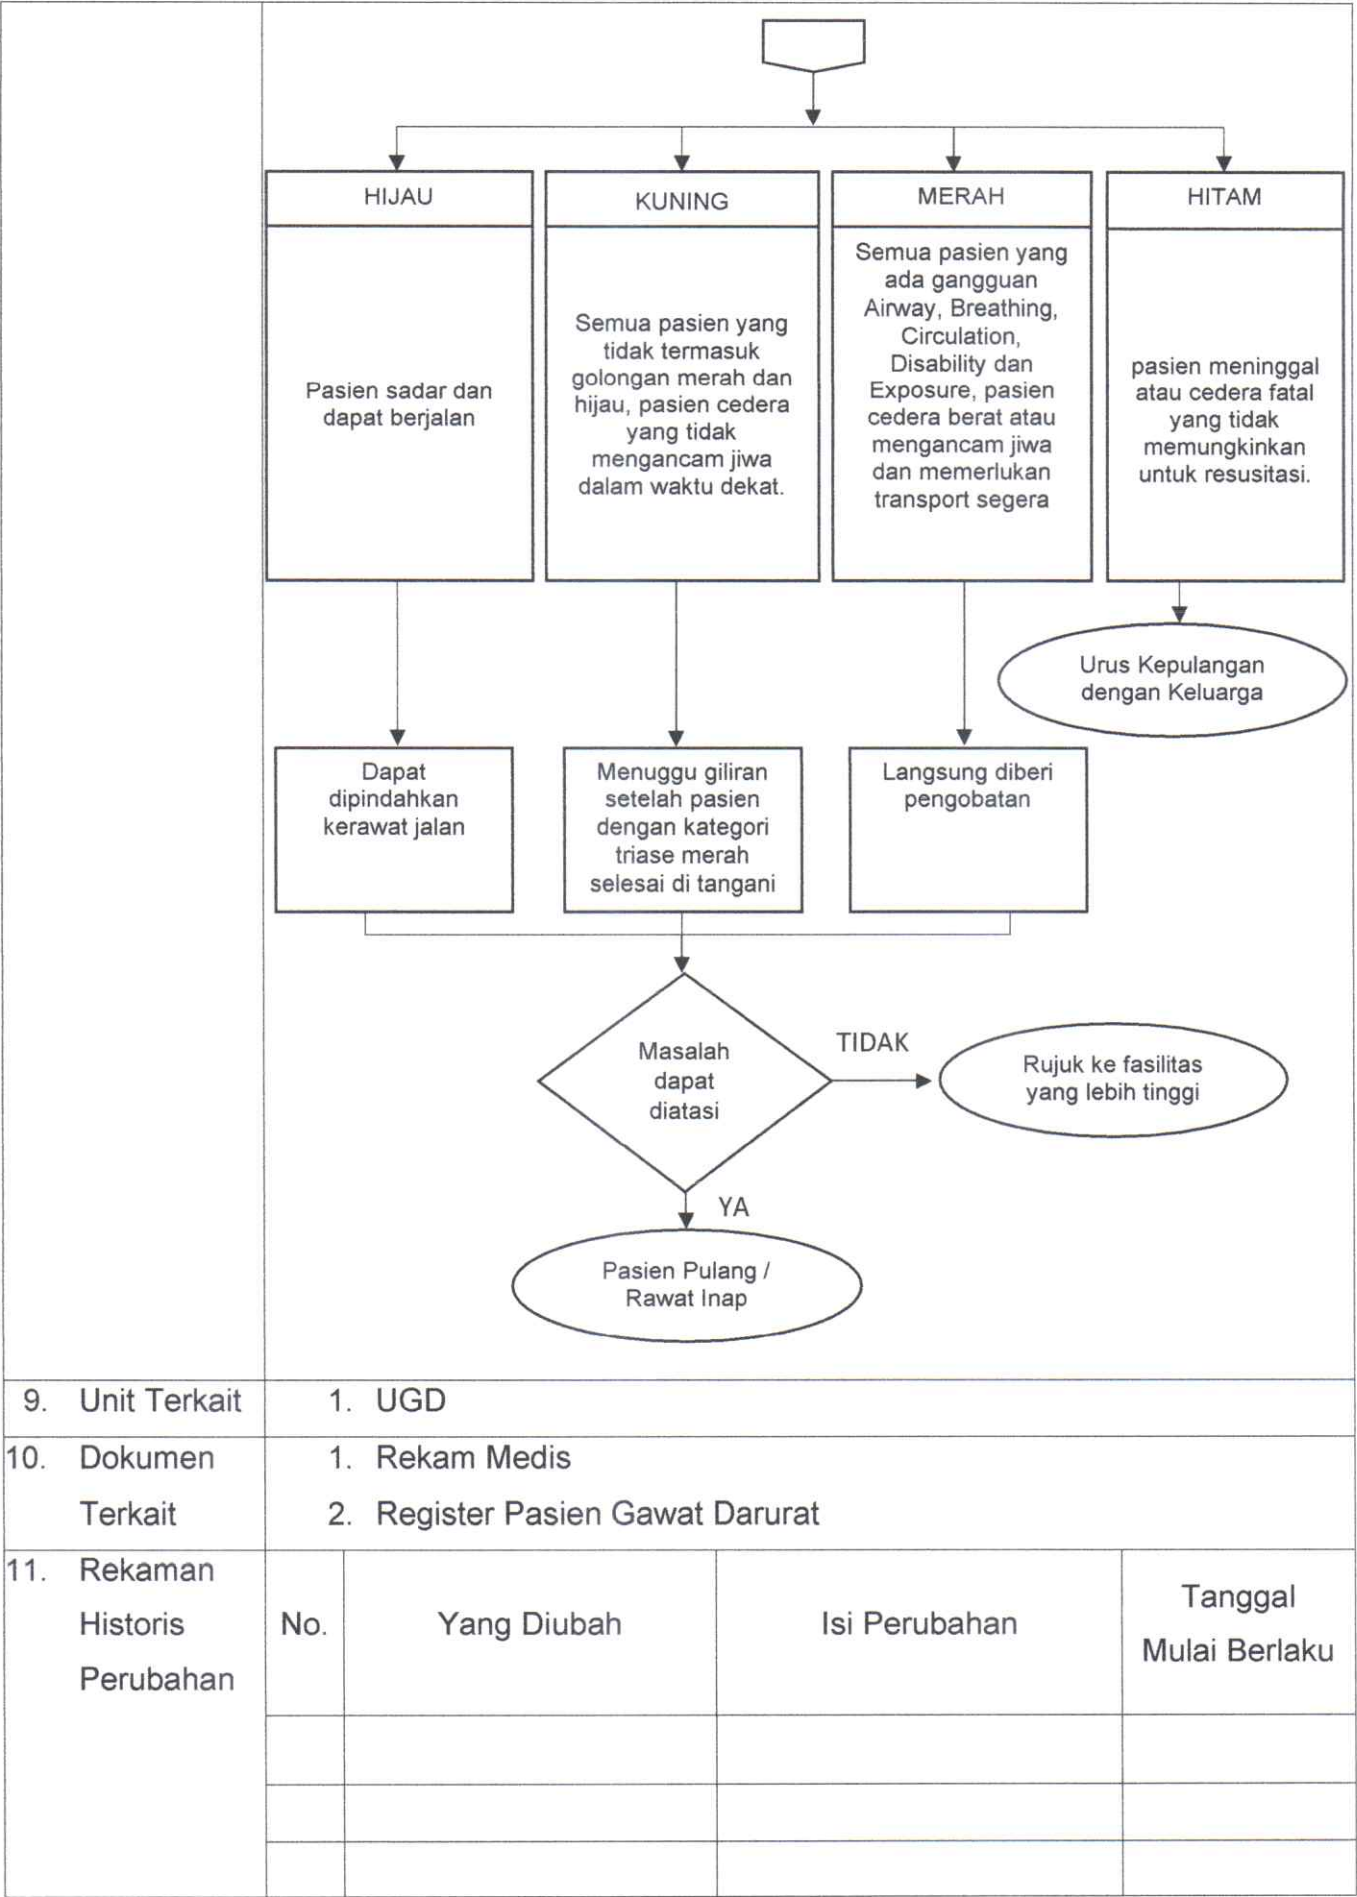 HIJAU
Pasien sadar dan
dapat berjalan
KUNING
Semua pasien yang
tidak termasuk
golongan merah dan
hijau, pasien cedera
yang tidak
mengancam jiwa
dalam waktu dekat.
MERAH
Semua pasien yang
ada gangguan
Airway, Breathing,
Circulation,
Disability dan
Exposure, pasien
cedera berat atau
mengancam jiwa
dan memerlukan
transport segera
HITAM
pasien meninggal
atau cedera fatal
yang tidak
memungkinkan
untuk resusitasi.
Urus Kepulangan
dengan Keluarga
Dapat
dipindahkan
kerawat jalan
Menuggu giliran
setelah pasien
dengan kategori
triase merah
selesai di tangani
Langsung diberi
pengobatan
Masalah
dapat
diatasi
TIDAK
Rujuk ke fasilitas
yang lebih tinggi
YA
Pasien Pulang /
Rawat Inap
9. Unit Terkait
1. UGD
10. Dokumen
Terkait
1. Rekam Medis
2. Register Pasien Gawat Darurat
11. Rekaman
Historis
Perubahan
No.
Yang Diubah
Isi Perubahan
Tanggal
Mulai Berlaku